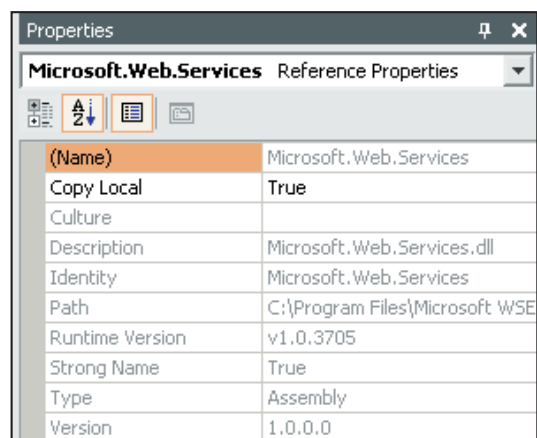 Properties
Microsoft.Web.Services Reference Properties
A
Z
(Name) Microsoft.Web.Services
Copy Local True
Culture
Description Microsoft.Web.Services.dll
Identity Microsoft.Web.Services
Path C:\Program Files\Microsoft WSE
Runtime Version v1.0.3705
Strong Name True
Type Assembly
Version 1.0.0.0